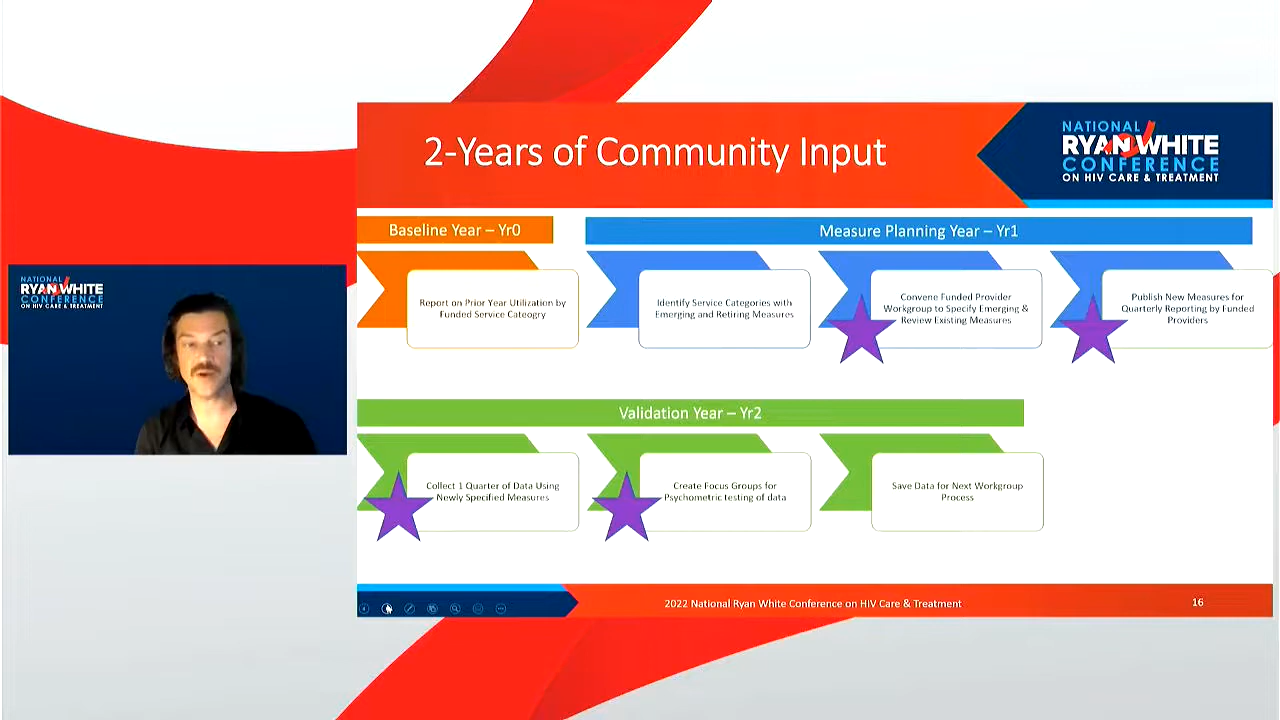 2-Years of Community Input
NATIONAL
RYAN WHITE
CONFERENCE
ON HIV CARE & TREATMENT
Baseline Year – Yr0
Measure Planning Year – Yr1
Report on Prior Year Utilization by
Funded Service Cateogry
Identify Service Categories with
Emerging and Retiring Measures
Convene Funded Provider
Workgroup to Specify Emerging &
Review Existing Measures
Publish New Measures for
Quarterly Reporting by Funded
Providers
NATIONAL
RYAN WHITE
CONFERENCE
ON HIV CARE & TREATMENT
Validation Year – Yr2
Collect 1 Quarter of Data Using
Newly Specified Measures
Create Focus Groups for
Psychometric testing of data
Save Data for Next Workgroup
Process
2022 National Ryan White Conference on HIV Care & Treatment
16